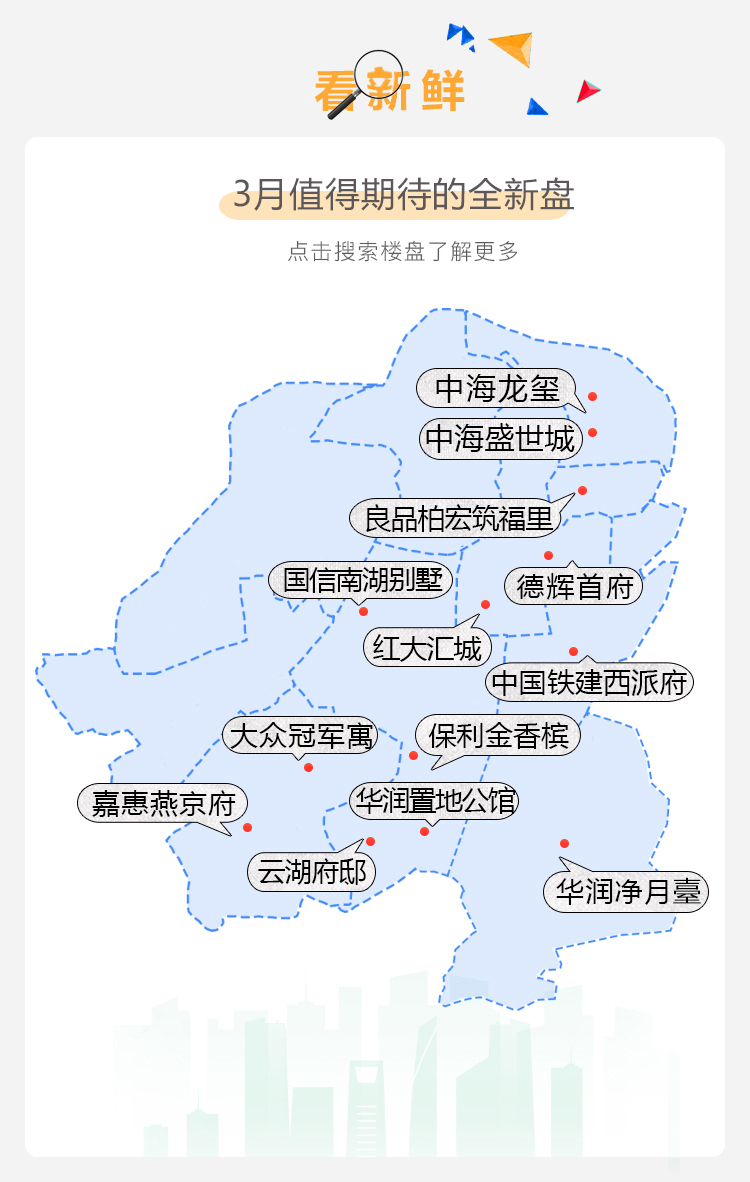 看新鲜
3月值得期待的全新盘
点击搜索楼盘了解更多
中海龙玺
中海盛世城
良品柏宏筑福里
国信南湖别墅
德辉首府
红大汇城
中国铁建西派府
大众冠军寓
保利金香槟
嘉惠燕京府
华润置地公馆
云湖府邸
华润净月臺